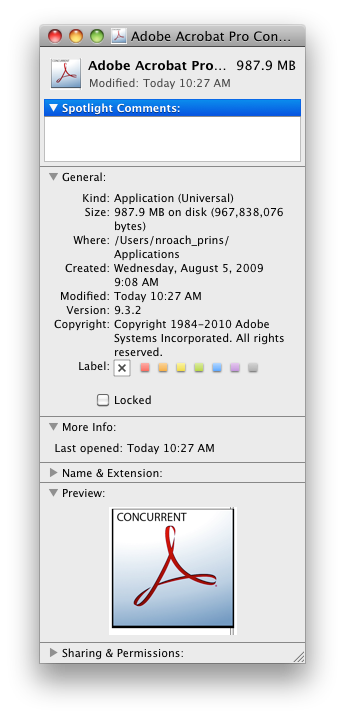 Adobe Acrobat Pro Con...
Adobe Acrobat Pro... 987.9 MB
Modified: Today 10:27 AM
Spotlight Comments:
General:
Kind: Application (Universal)
Size: 987.9 MB on disk (967,838,076
bytes)
Where: /Users/nroach_prins/
Applications
Created: Wednesday, August 5, 2009
9:08 AM
Modified: Today 10:27 AM
Version: 9.3.2
Copyright: Copyright 1984-2010 Adobe
Systems Incorporated. All rights
reserved.
Label:
Locked
More Info:
Last opened: Today 10:27 AM
Name & Extension:
Preview:
CONCURRENT
Sharing & Permissions: